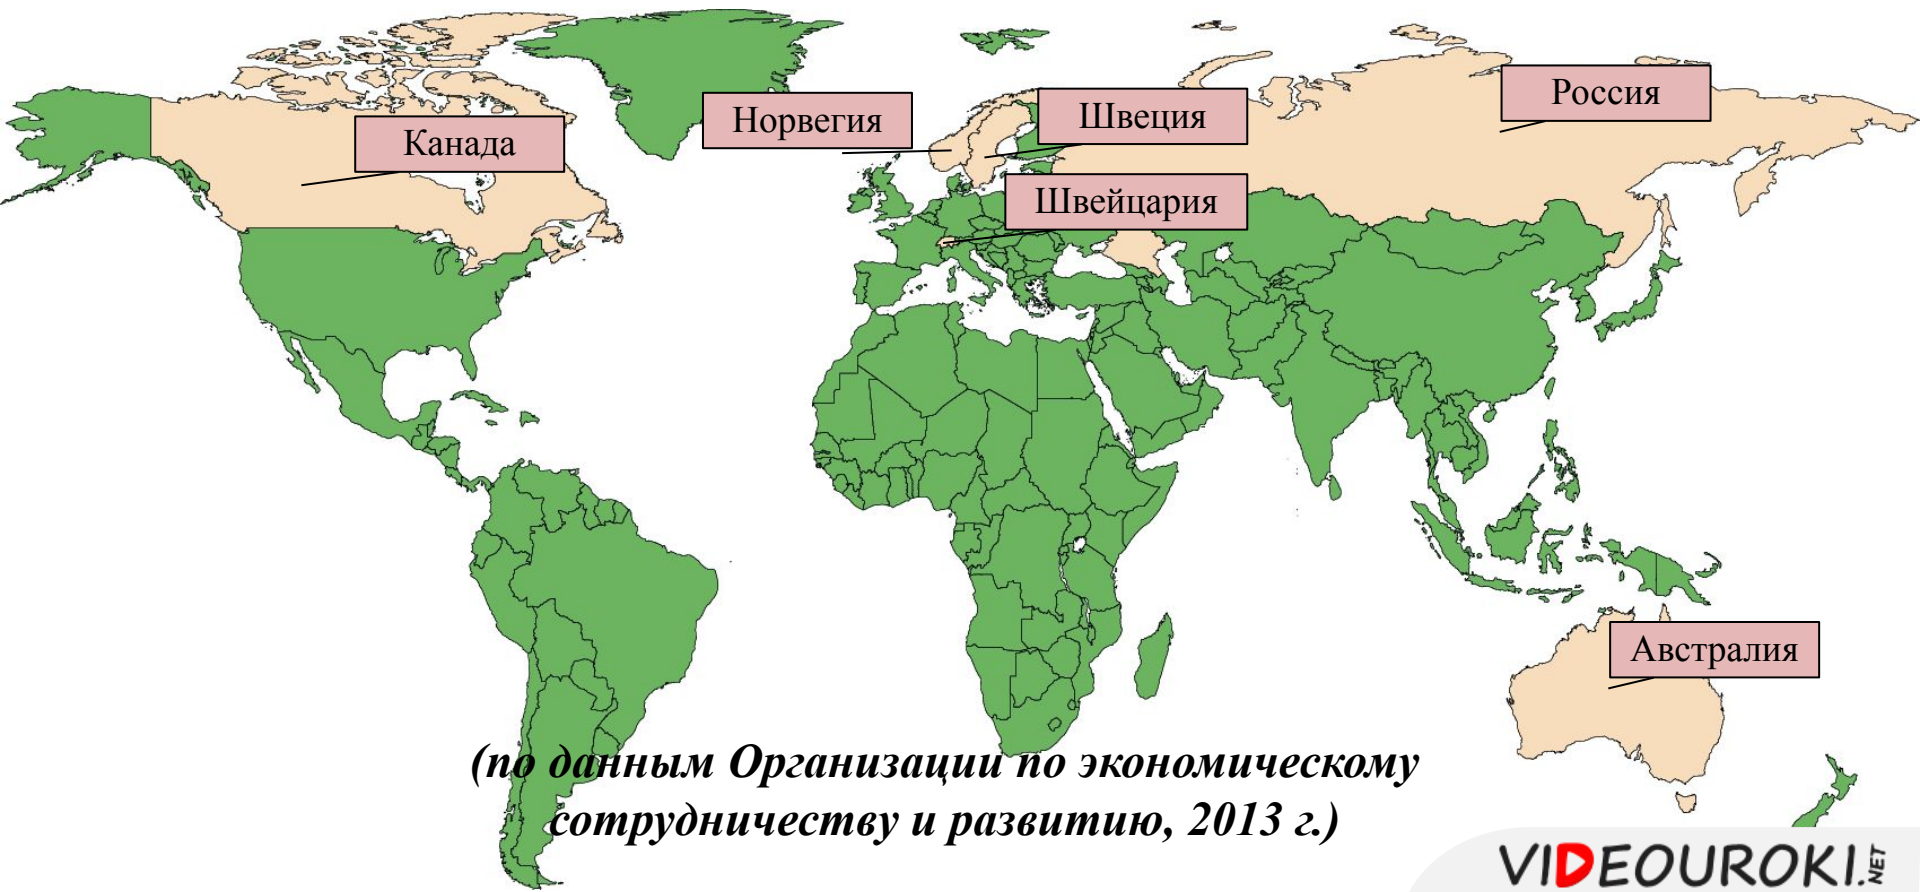 Россия
Норвегия
Швеция
Канада
Швейцария
Австралия
(по данным Организации по экономическому
сотрудничеству и развитию, 2013 г.)
VIDEOUROKI.NET